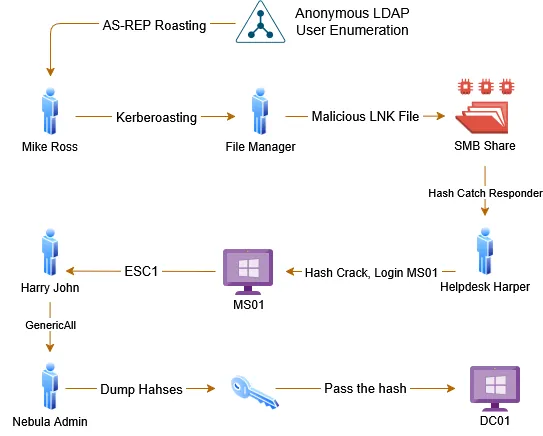 AS-REP Roasting
Anonymous LDAP
User Enumeration
Mike Ross
Kerberoasting
File Manager
Malicious LNK File
SMB Share
Hash Catch Responder
Harry John
ESC1
MS01
Hash Crack, Login MS01
Helpdesk Harper
GenericAll
Nebula Admin
Dump Hahses
Pass the hash
DC01